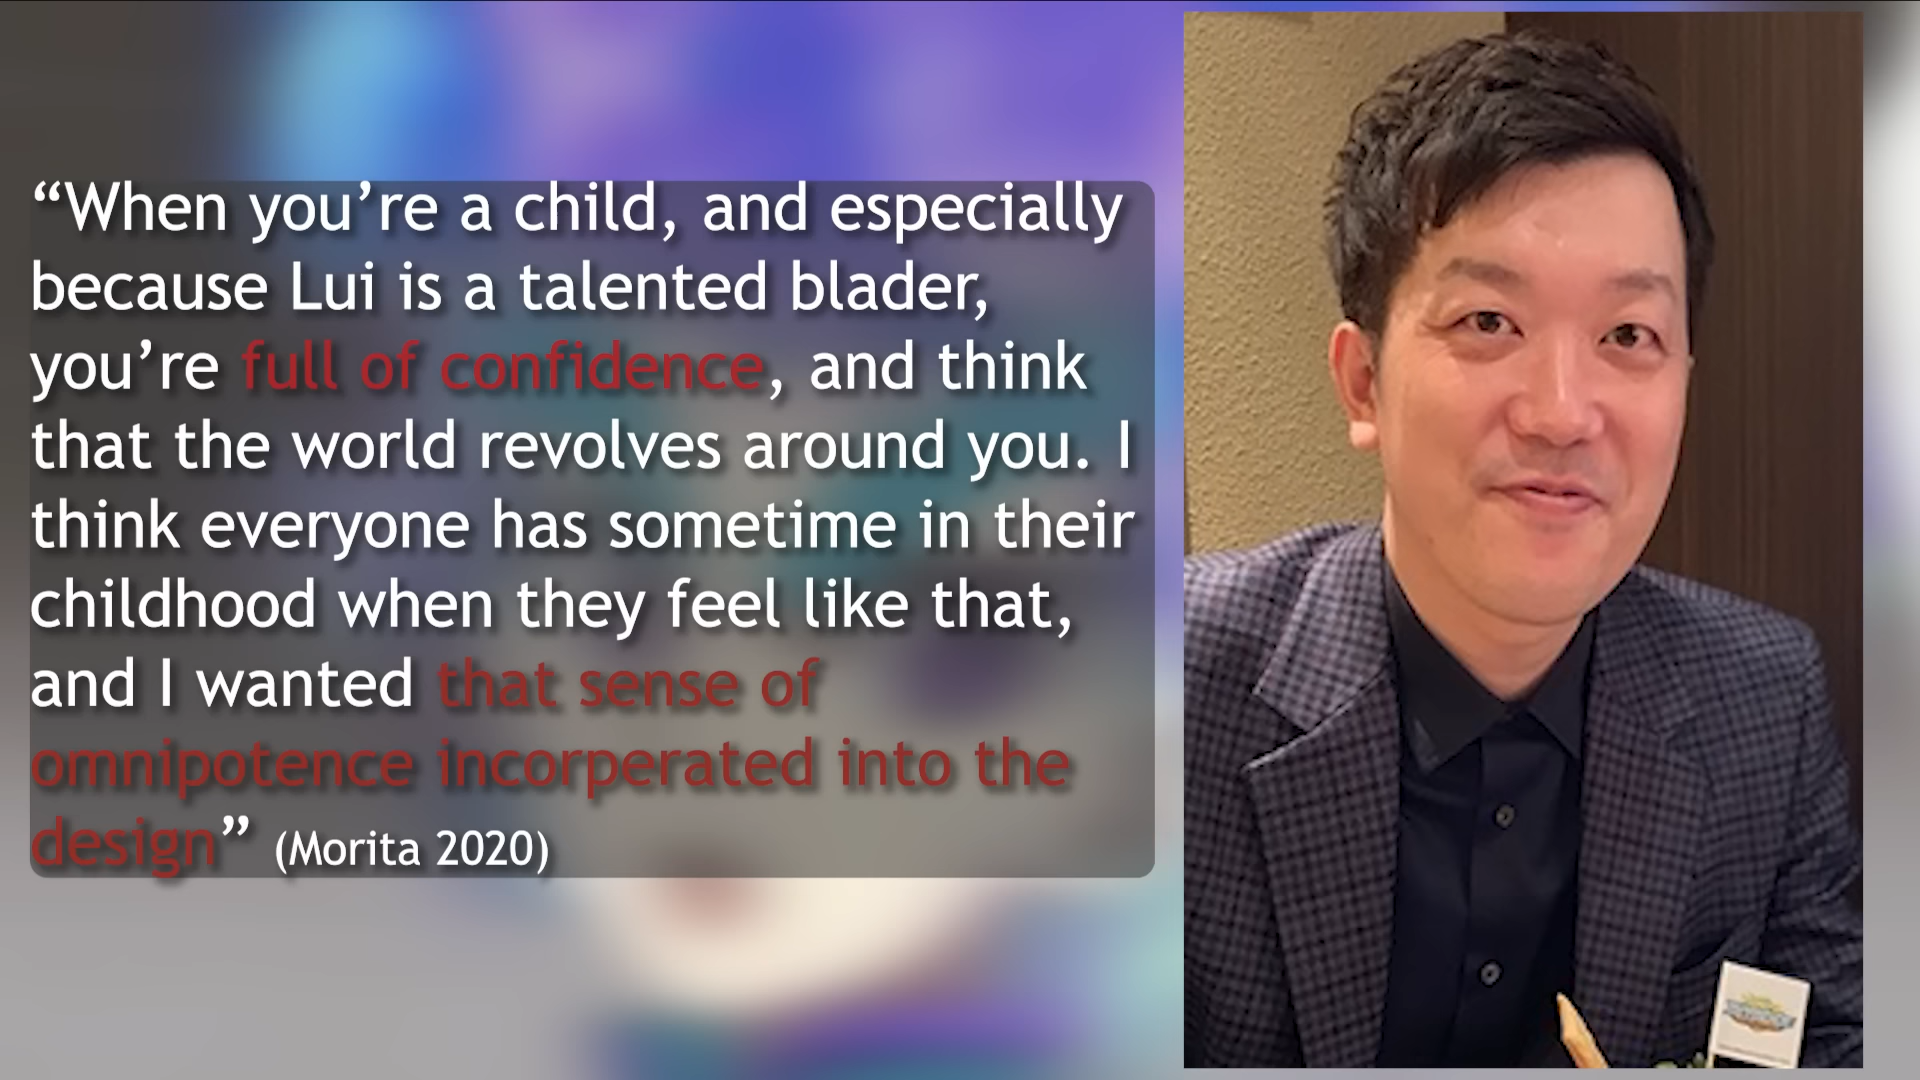 “When you’re a child, and especially
because Lui is a talented blader,
you’re full of confidence, and think
that the world revolves around you. I
think everyone has sometime in their
childhood when they feel like that,
and I wanted that sense of
omnipotence incorperated into the
design” (Morita 2020)